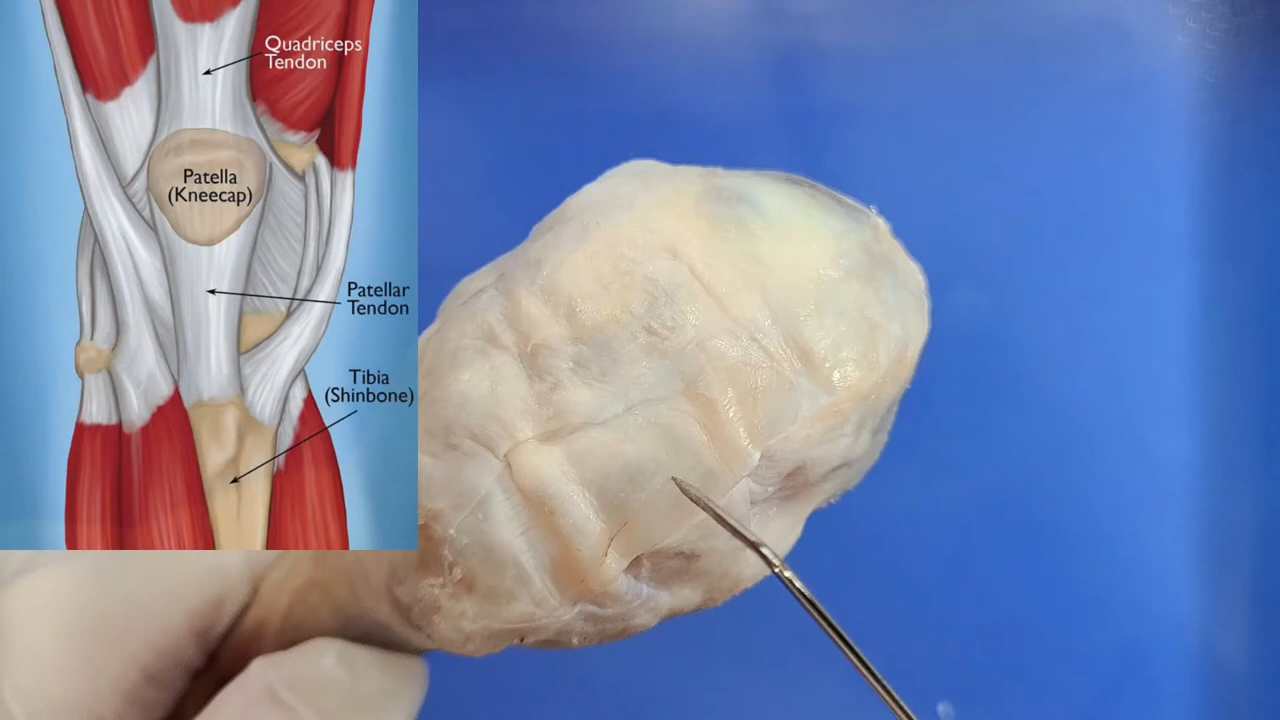 Quadriceps
Tendon
Patella
(Kneecap)
Patellar
Tendon
Tibia
(Shinbone)